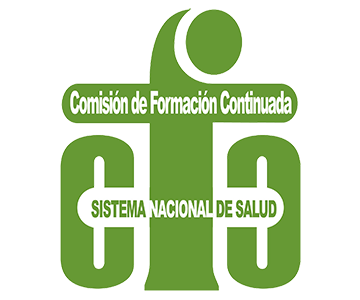 Comisión de Formación Continuada
SISTEMA NACIONAL DE SALUD